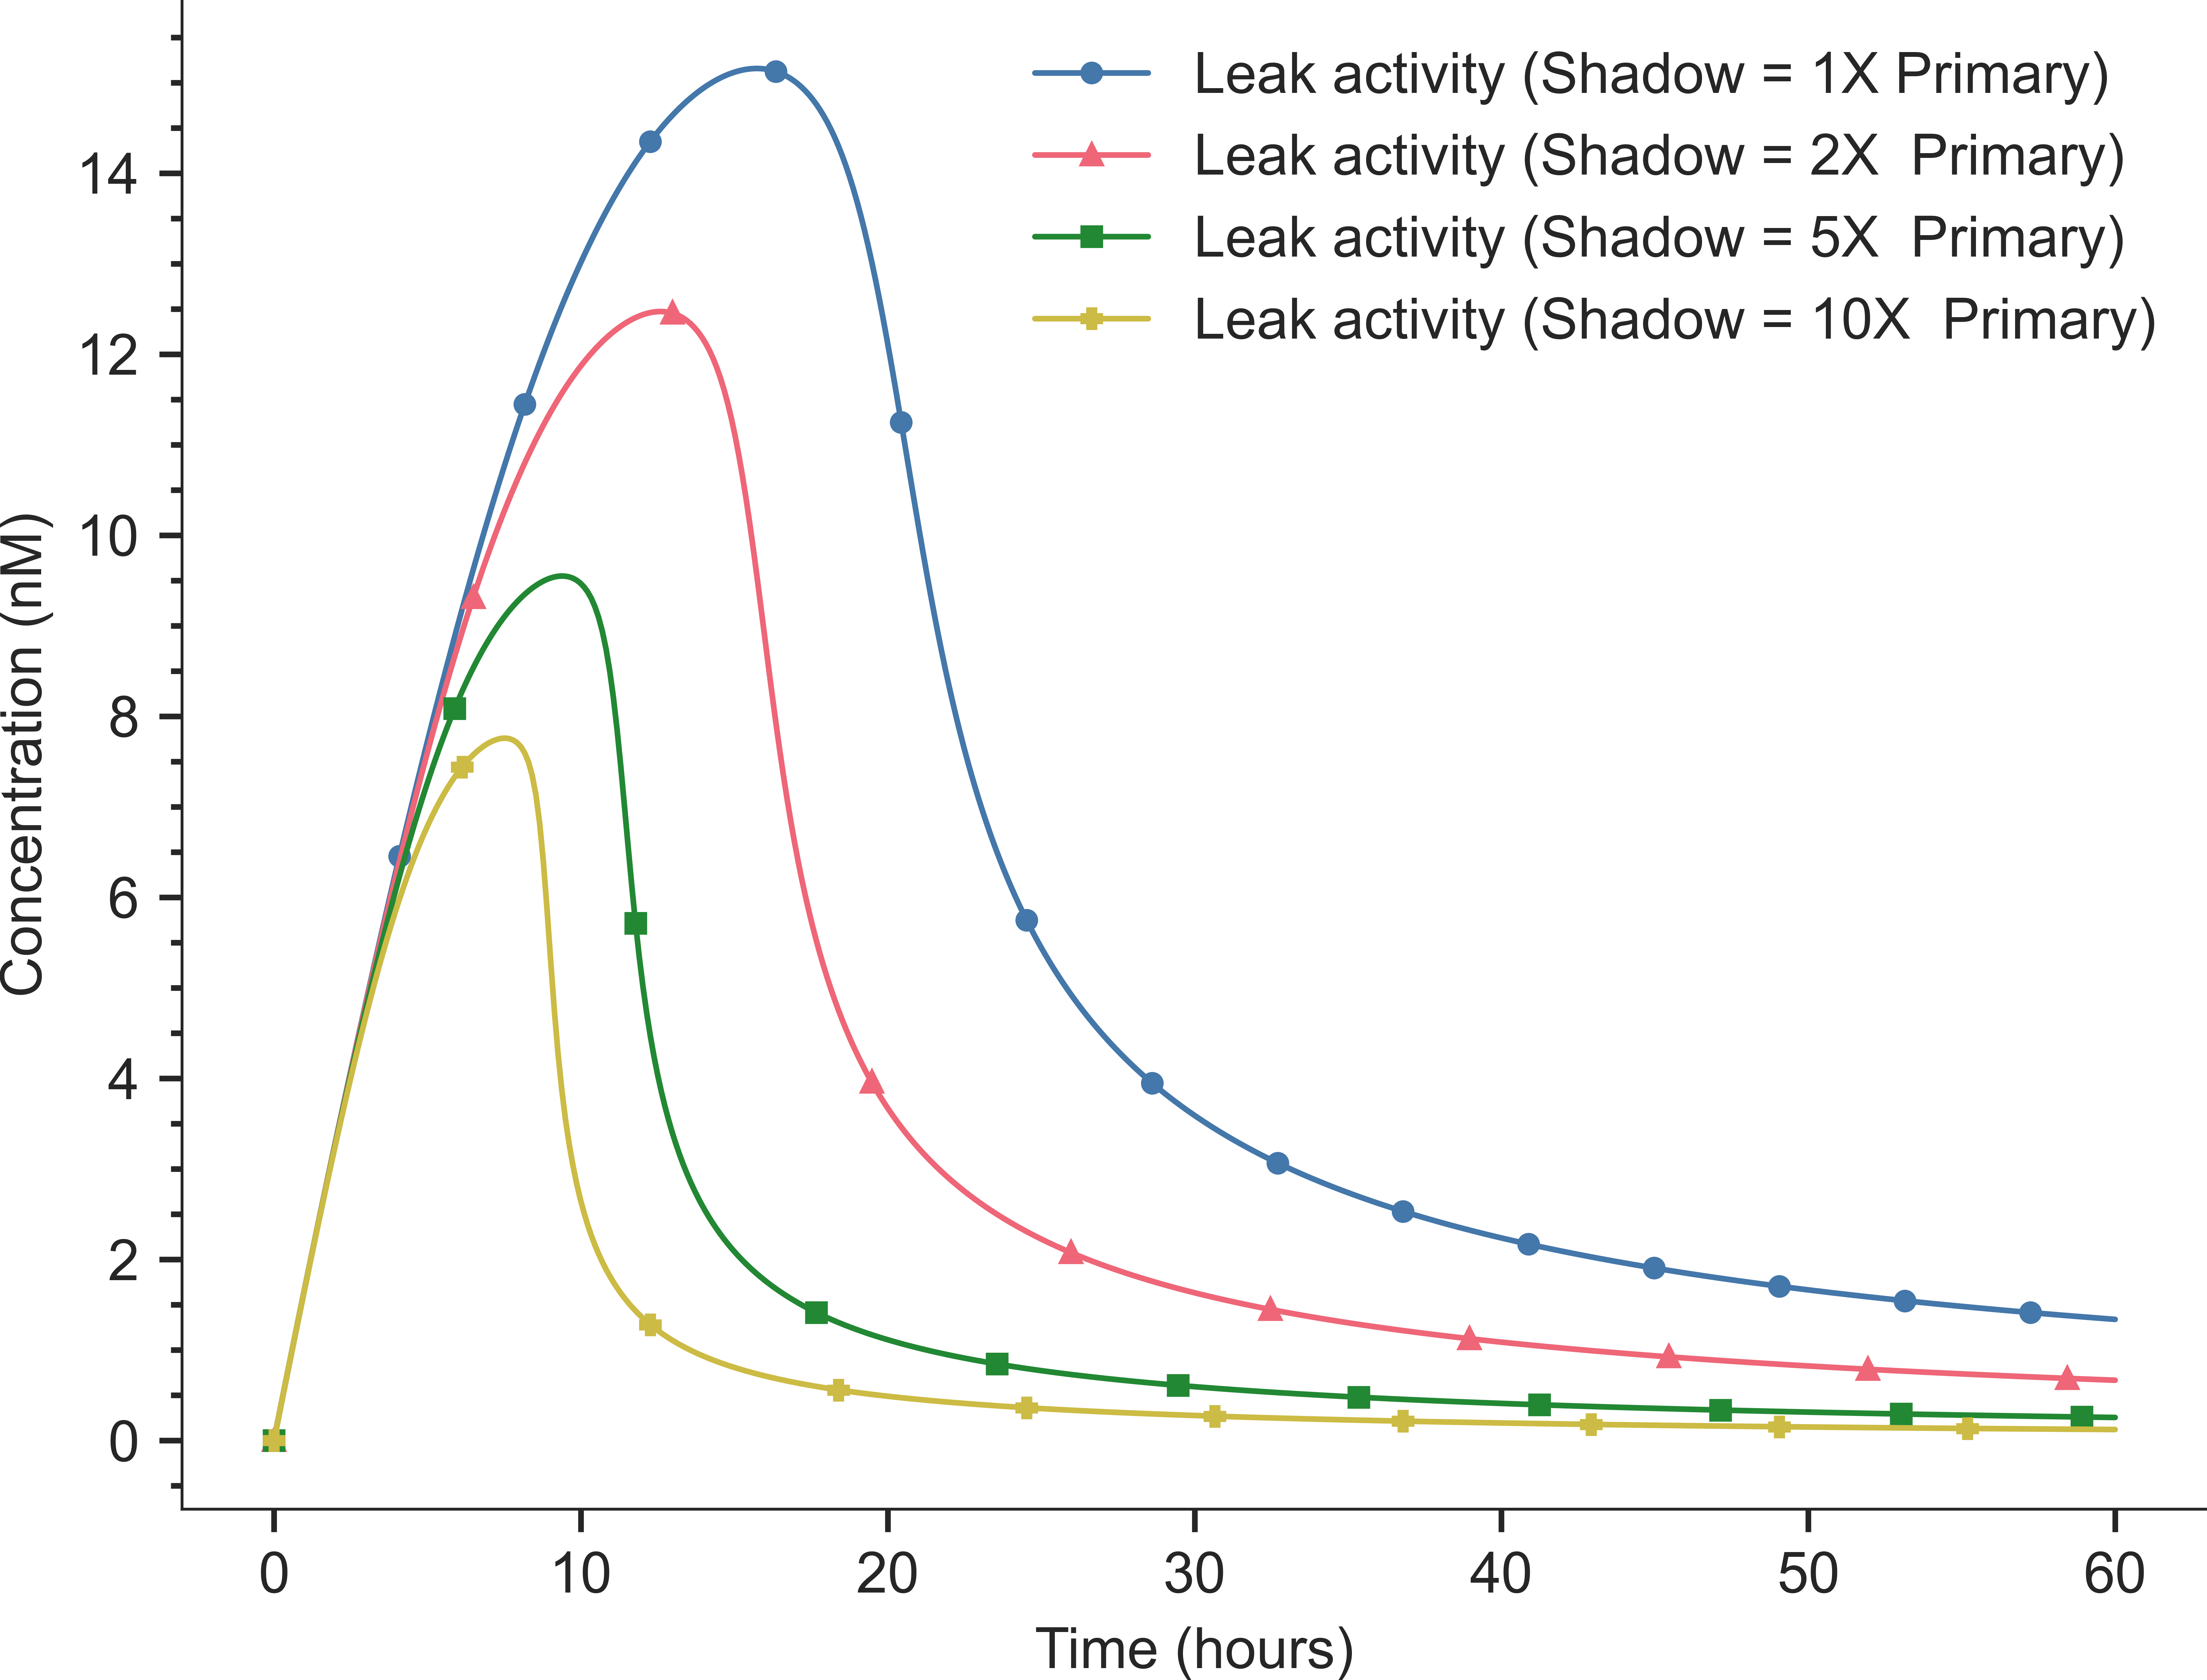 Leak activity (Shadow = 1X Primary)
Leak activity (Shadow = 2X  Primary)
Leak activity (Shadow = 5X  Primary)
Leak activity (Shadow = 10X  Primary)
Concentration (nM)
14
12
10
8
6
4
2
0
0 10 20 30 40 50 60
Time (hours)